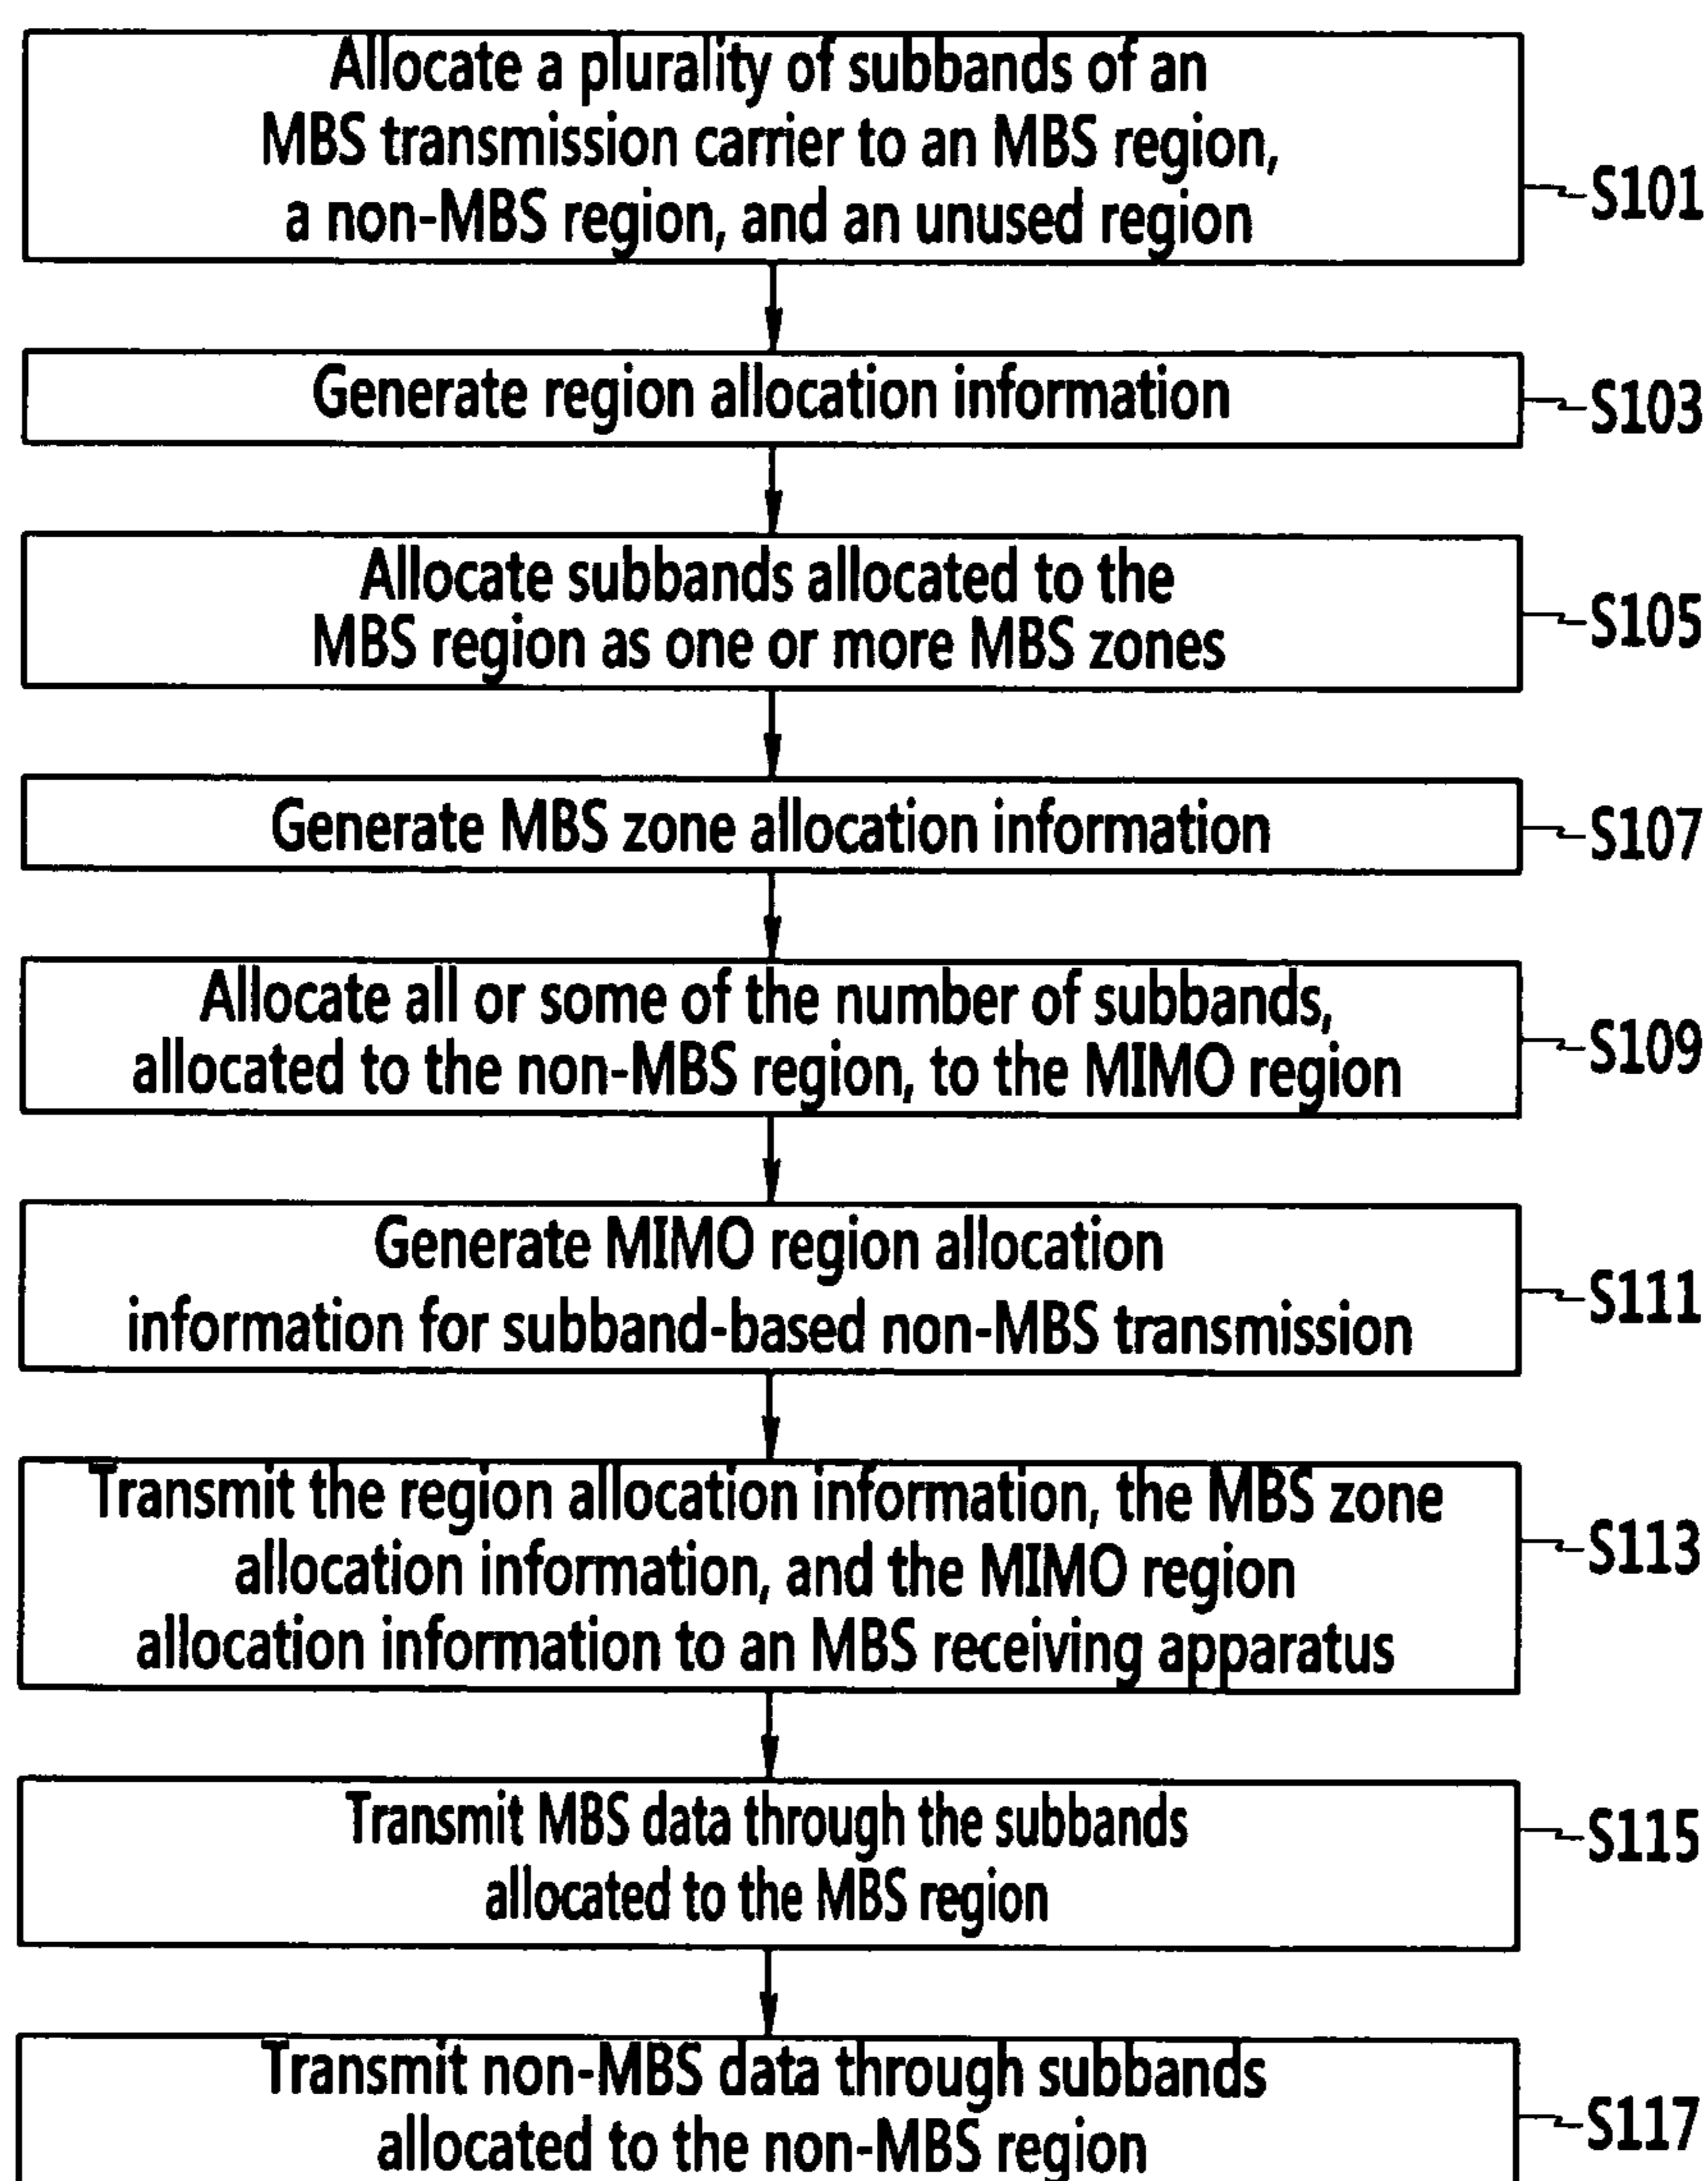 Allocate a plurality of subbands of an
MBS transmission carrier to an MBS region,
a non-MBS region, and an unused region
S101
Generate region allocation information
S103
Allocate subbands allocated to the
MBS region as one or more MBS zones
S105
Generate MBS zone allocation information
S107
Allocate all or some of the number of subbands,
allocated to the non-MBS region, to the MIMO region
S109
Generate MIMO region allocation
information for subband-based non-MBS transmission
S111
Transmit the region allocation information, the MBS zone
allocation information, and the MIMO region
allocation information to an MBS receiving apparatus
S113
Transmit MBS data through the subbands
allocated to the MBS region
S115
Transmit non-MBS data through subbands
allocated to the non-MBS region
S117